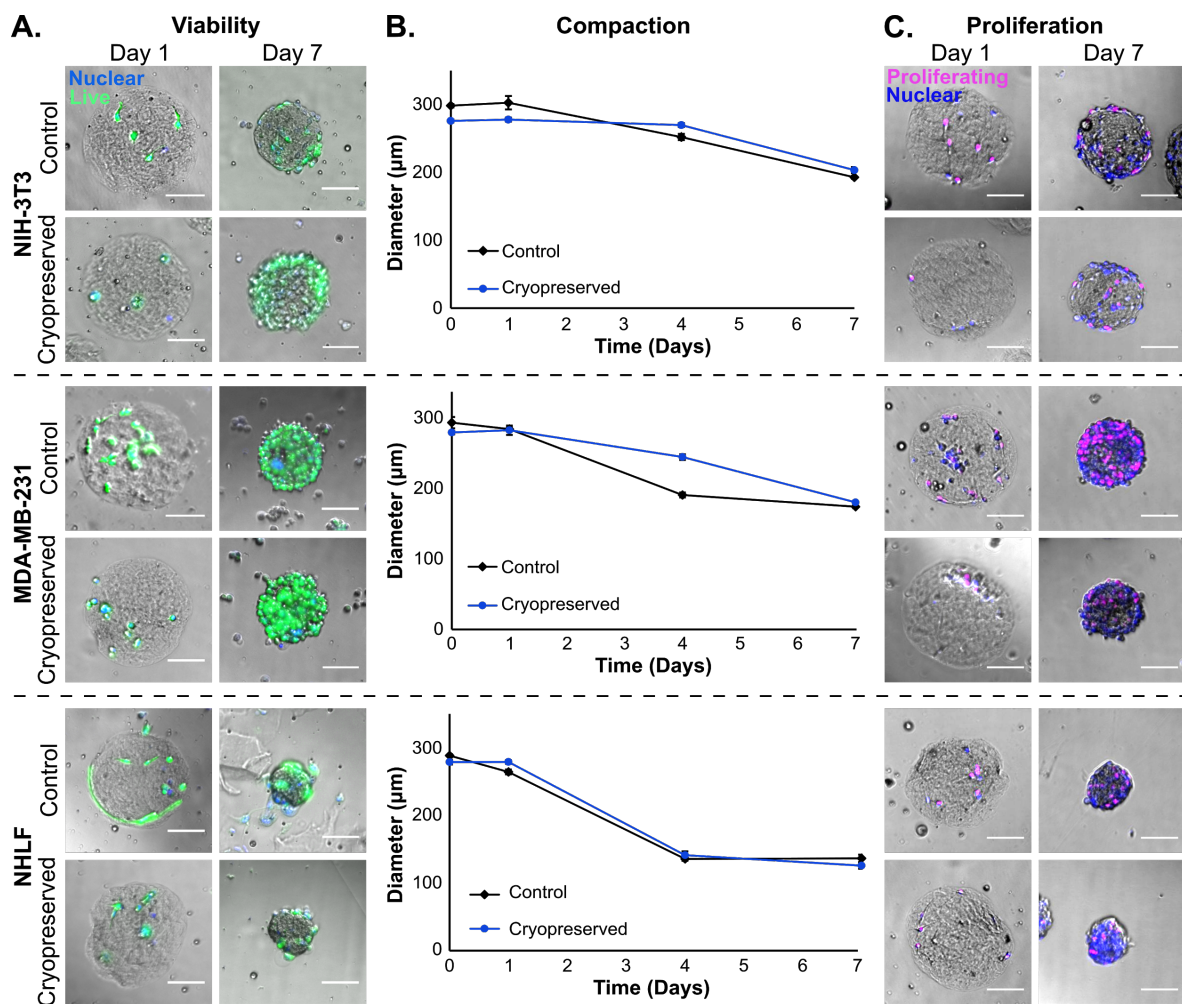 A.
Viability
Day 1
Day 7
Nuclear
Live
NIH-3T3
Control
Cryopreserved
MDA-MB-231
Control
Cryopreserved
NHLF
Control
Cryopreserved
B.
Compaction
Diameter (µm)
300
200
100
0
Control
Cryopreserved
0 1 2 3 4 5 6 7
Time (Days)
Diameter (µm)
300
200
100
0
Control
Cryopreserved
0 1 2 3 4 5 6 7
Time (Days)
Diameter (µm)
300
200
100
0
Control
Cryopreserved
0 1 2 3 4 5 6 7
Time (Days)
C.
Proliferation
Day 1
Day 7
Proliferating
Nuclear